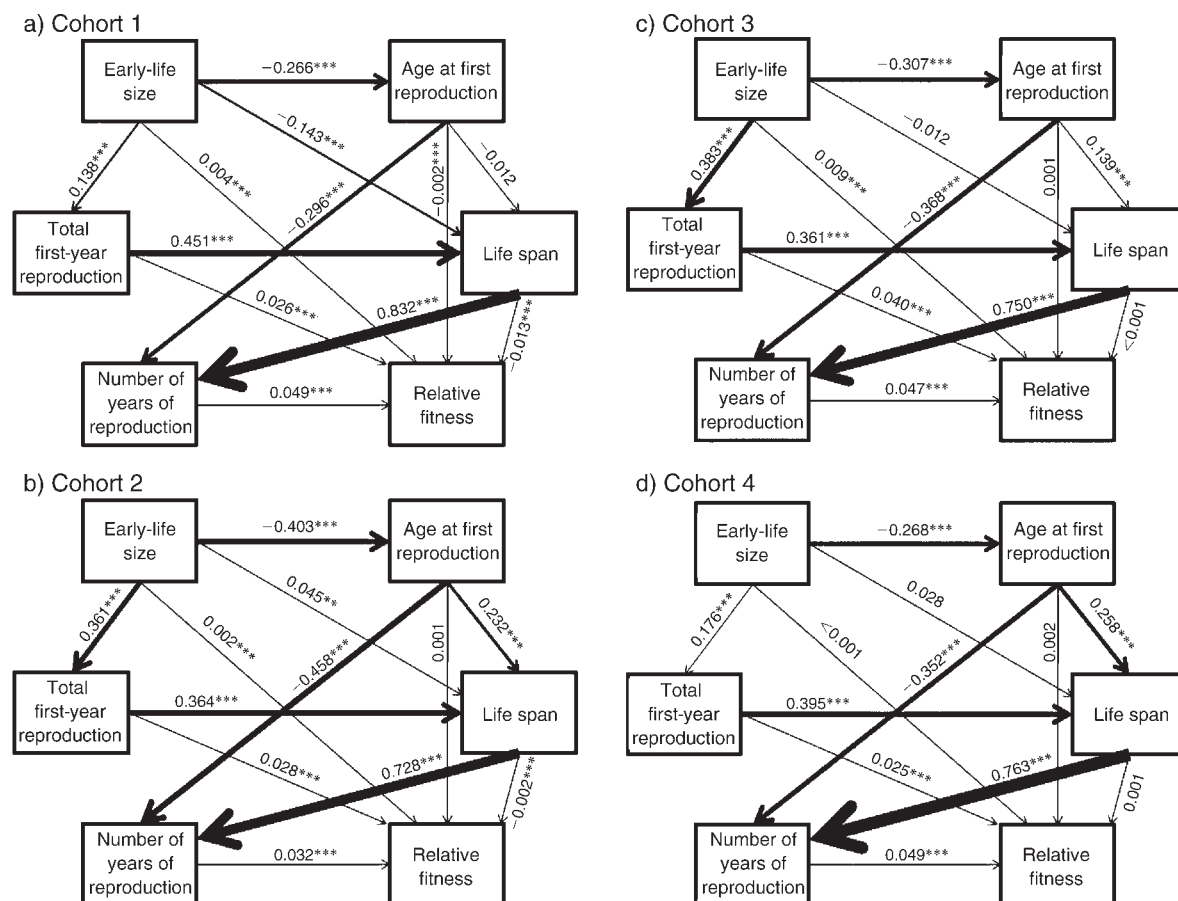 a) Cohort 1
Early-life
size
−0.266***
Age at first
reproduction
0.138***
0.004***
−0.143***
−0.296***
−0.002***
−0.012
Total
first-year
reproduction
0.451***
Life span
0.026***
0.832***
−0.013***
Number of
years of
reproduction
0.049***
Relative
fitness
c) Cohort 3
Early-life
size
−0.307***
Age at first
reproduction
0.383***
0.009***
−0.012
−0.368***
0.001
0.139***
Total
first-year
reproduction
0.361***
Life span
0.040***
0.750***
<0.001
Number of
years of
reproduction
0.047***
Relative
fitness
b) Cohort 2
Early-life
size
−0.403***
Age at first
reproduction
0.361***
0.002***
0.045**
−0.458***
0.001
0.232***
Total
first-year
reproduction
0.364***
Life span
0.028***
0.728***
−0.002***
Number of
years of
reproduction
0.032***
Relative
fitness
d) Cohort 4
Early-life
size
−0.268***
Age at first
reproduction
0.176***
<0.001
0.028
−0.352***
0.002
0.258***
Total
first-year
reproduction
0.395***
Life span
0.025***
0.763***
0.001
Number of
years of
reproduction
0.049***
Relative
fitness